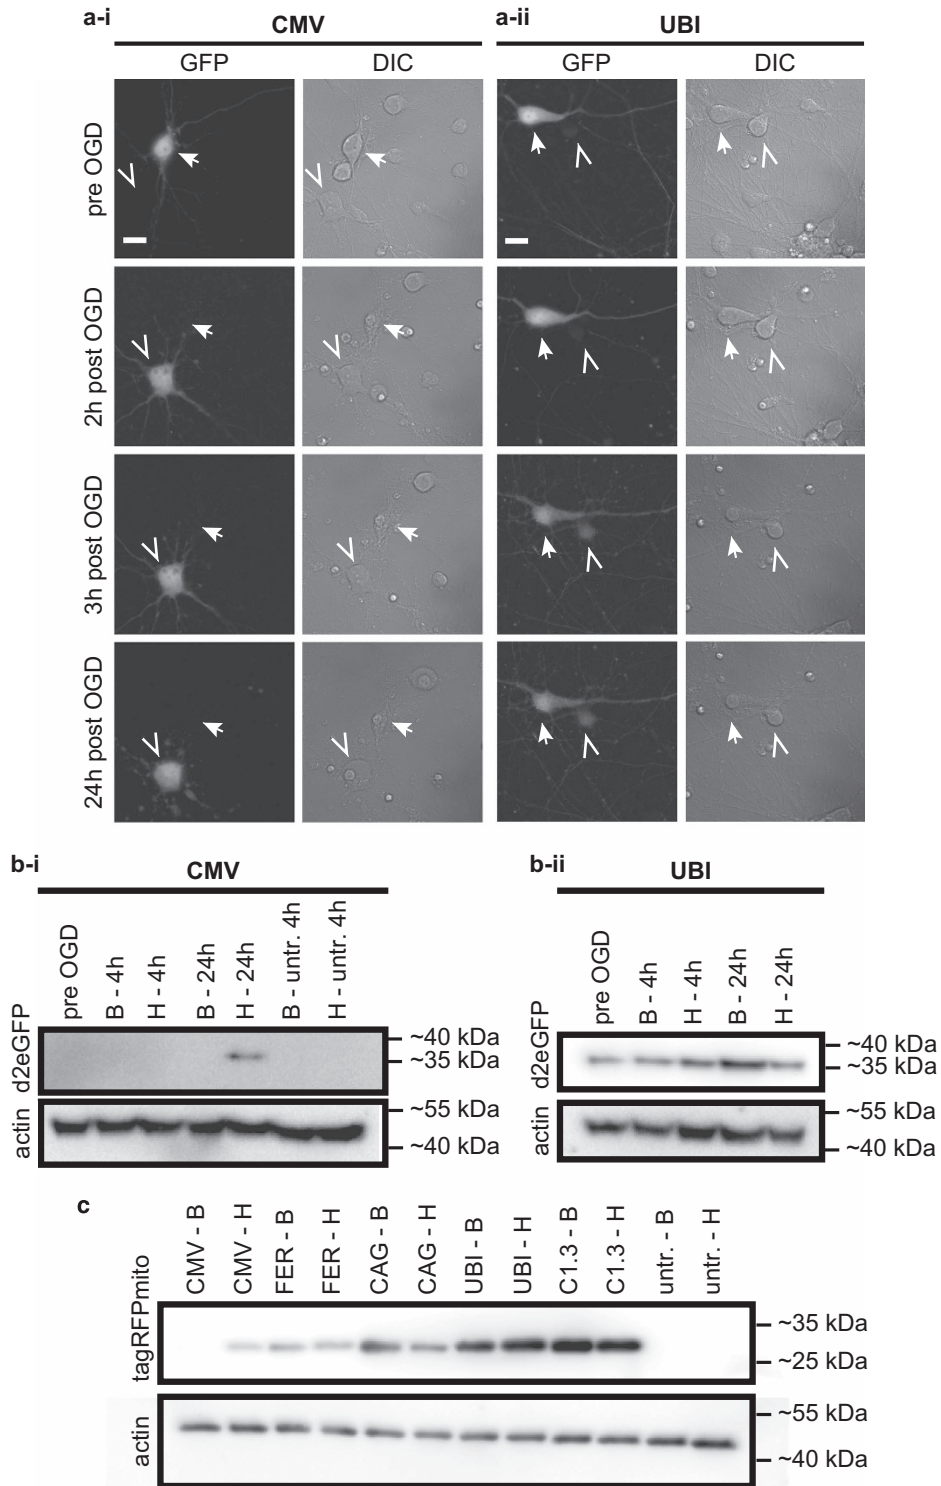 a-i CMV a-ii UBI
GFP DIC GFP DIC
pre OGD
2h post OGD
3h post OGD
24h post OGD
b-i CMV b-ii UBI
pre OGD B - 4h H - 4h B - 24h H - 24h B - untr. 4h H - untr. 4h
pre OGD B - 4h H - 4h B - 24h H - 24h
d2eGFP ~40 kDa ~35 kDa
d2eGFP ~40 kDa ~35 kDa
actin ~55 kDa ~40 kDa
actin ~55 kDa ~40 kDa
c
CMV - B CMV - H FER - B FER - H CAG - B CAG - H UBI - B UBI - H C1.3 - B C1.3 - H untr. - B untr. - H
tagRFPmito ~35 kDa ~25 kDa
actin ~55 kDa ~40 kDa